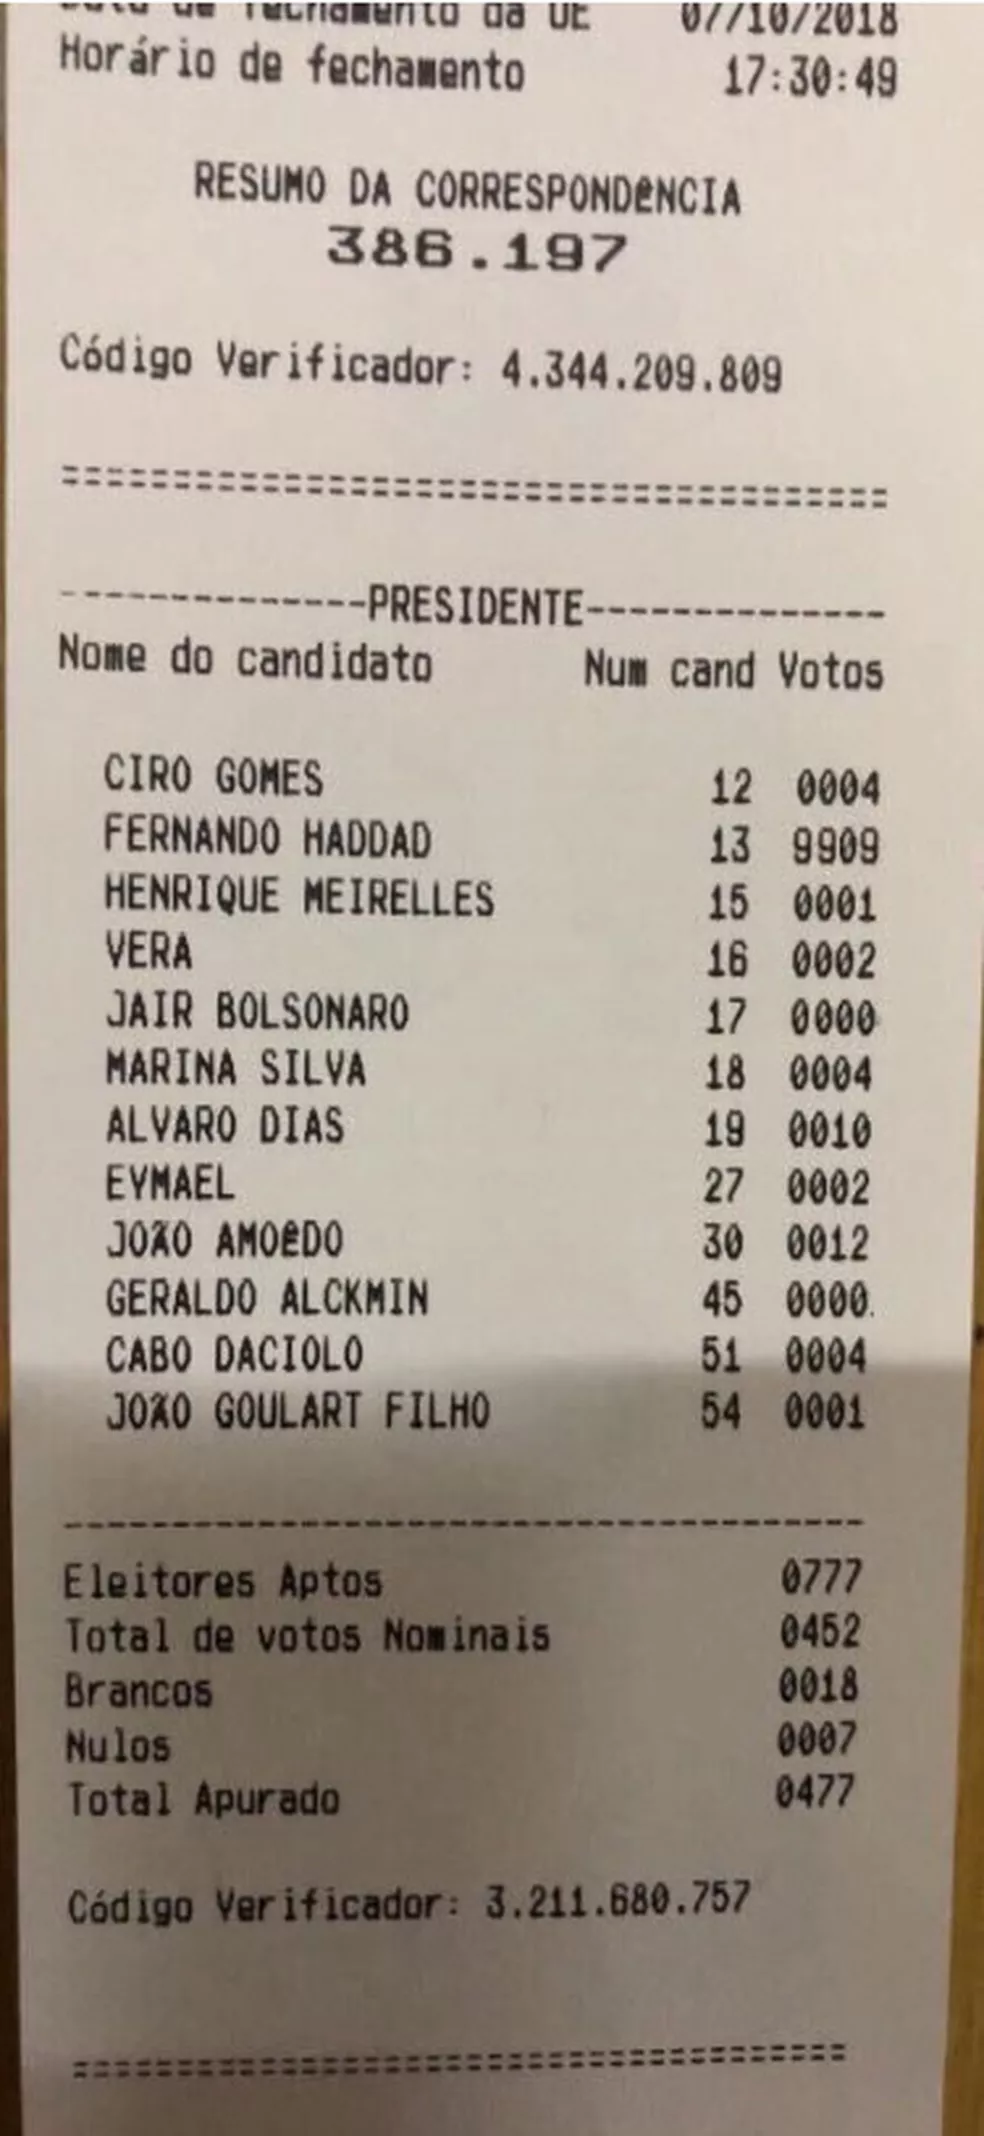 Data de fechamento da UE 07/10/2018
Horário de fechamento 17:30:49
RESUMO DA CORRESPONDêNCIA
386.197
Código Verificador: 4.344.209.809
=====================================
--------------PRESIDENTE--------------
Nome do candidato Num cand Votos
CIRO GOMES 12 0004
FERNANDO HADDAD 13 9909
HENRIQUE MEIRELLES 15 0001
VERA 16 0002
JAIR BOLSONARO 17 0000
MARINA SILVA 18 0004
ALVARO DIAS 19 0010
EYMAEL 27 0002
JOÃO AMOêDO 30 0012
GERALDO ALCKMIN 45 0000
CABO DACIOLO 51 0004
JOÃO GOULART FILHO 54 0001
--------------------------------------
Eleitores Aptos 0777
Total de votos Nominais 0452
Brancos 0018
Nulos 0007
Total Apurado 0477
Código Verificador: 3.211.680.757
=====================================